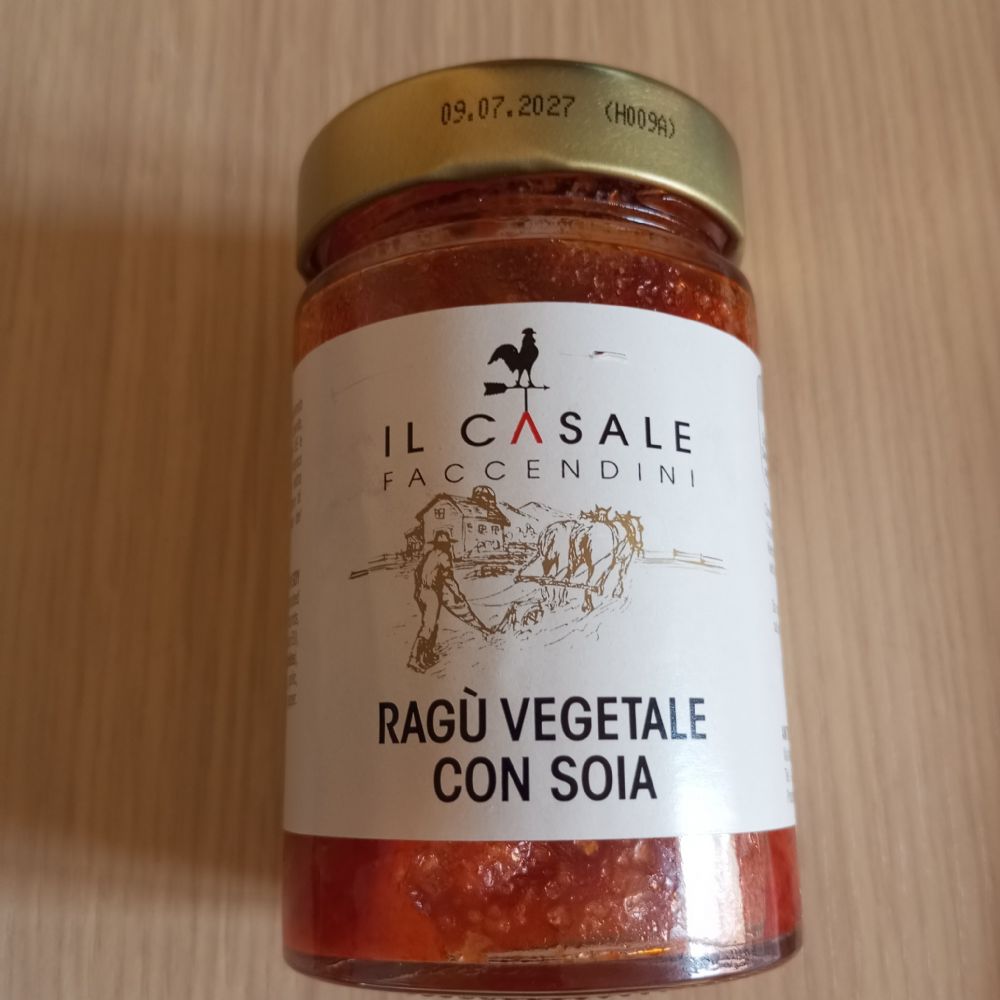 09.07.2027 (H009A)
IL CASALE
FACCENDINI
RAGÙ VEGETALE
CON SOIA